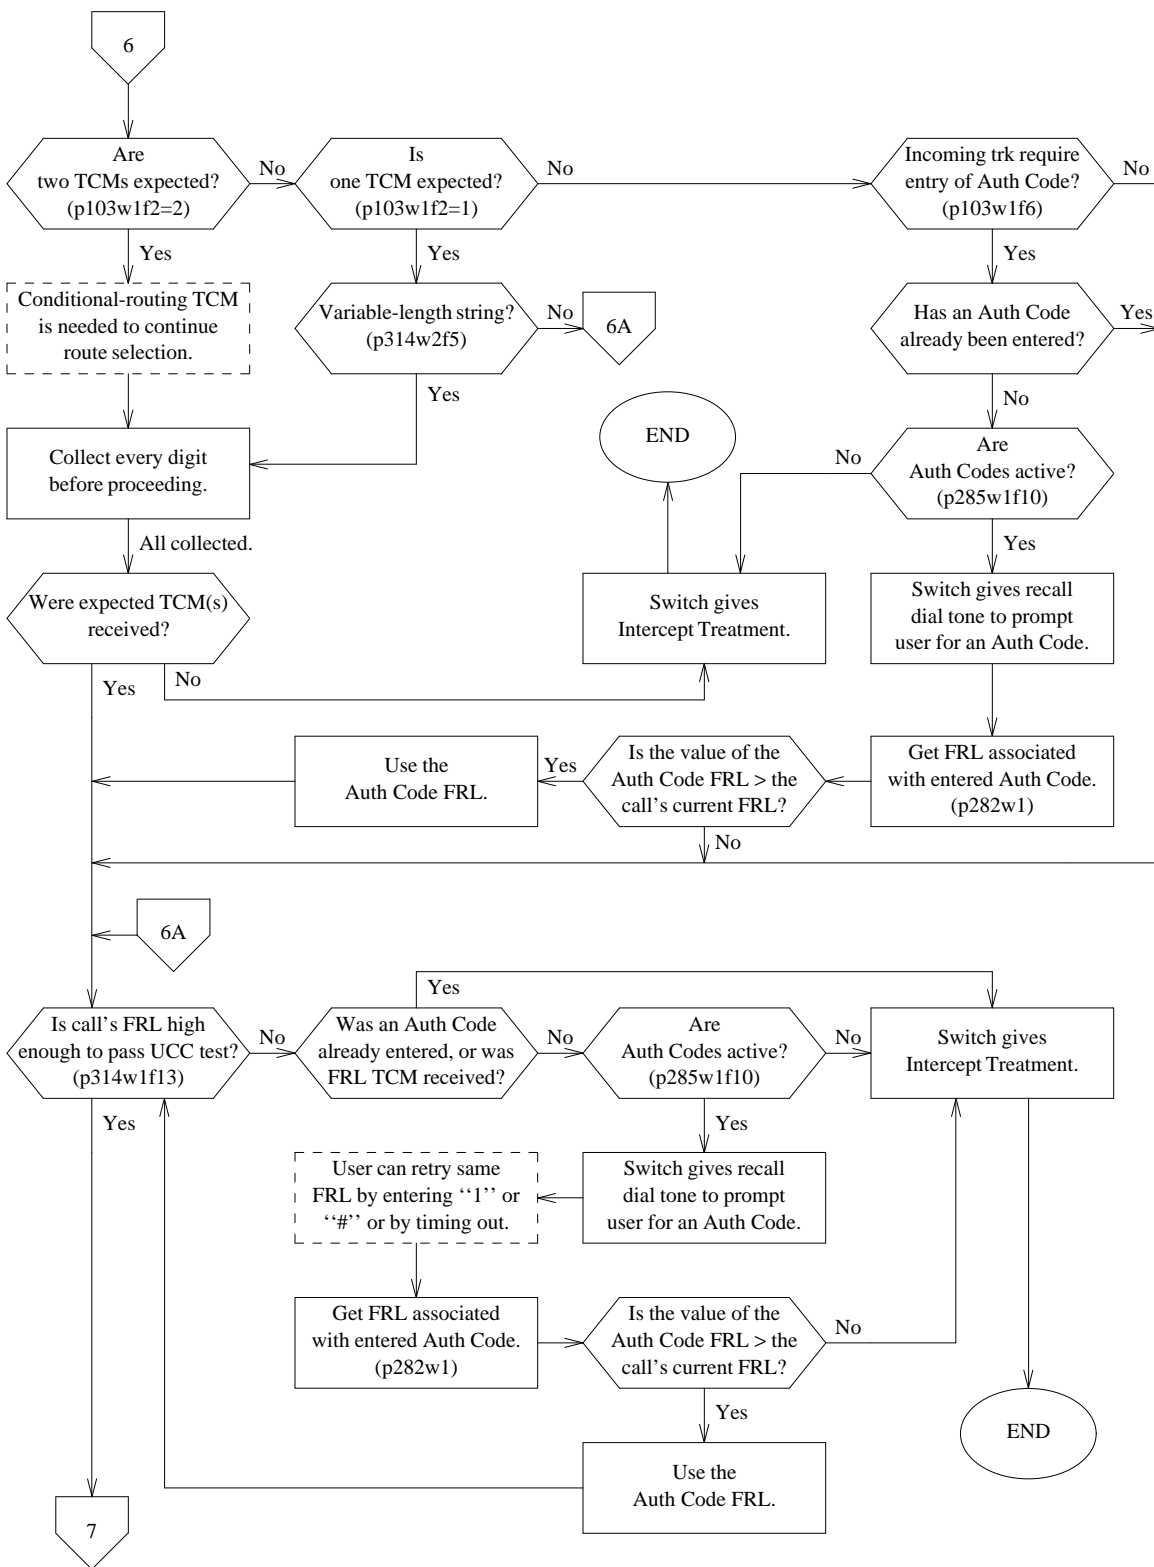 6
Are
two TCMs expected?
(p103w1f2=2)
No
Is
one TCM expected?
(p103w1f2=1)
No
Incoming trk require
entry of Auth Code?
(p103w1f6)
No
Yes
Yes
Yes
Conditional-routing TCM
is needed to continue
route selection.
Variable-length string?
(p314w2f5)
No
6A
Has an Auth Code
already been entered?
Yes
Yes
No
Collect every digit
before proceeding.
END
No
Are
Auth Codes active?
(p285w1f10)
All collected.
Yes
Were expected TCM(s)
received?
Switch gives
Intercept Treatment.
Switch gives recall
dial tone to prompt
user for an Auth Code.
Yes
No
Use the
Auth Code FRL.
Yes
Is the value of the
Auth Code FRL > the
call's current FRL?
Get FRL associated
with entered Auth Code.
(p282w1)
No
6A
Yes
Is call's FRL high
enough to pass UCC test?
(p314w1f13)
No
Was an Auth Code
already entered, or was
FRL TCM received?
No
Are
Auth Codes active?
(p285w1f10)
No
Switch gives
Intercept Treatment.
Yes
Yes
User can retry same
FRL by entering ‘‘1’’ or
‘‘#’’ or by timing out.
Switch gives recall
dial tone to prompt
user for an Auth Code.
Get FRL associated
with entered Auth Code.
(p282w1)
Is the value of the
Auth Code FRL > the
call's current FRL?
No
Yes
END
Use the
Auth Code FRL.
7